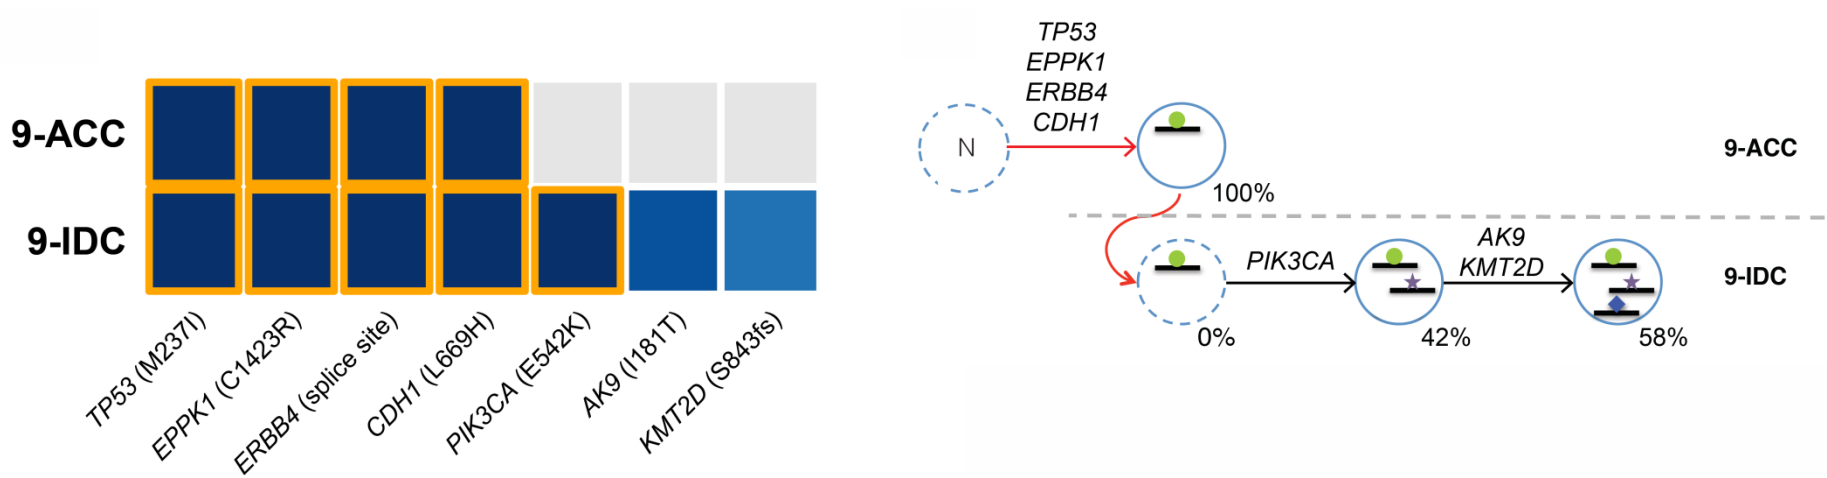 9-ACC
9-IDC
TP53 (M237I)
EPPK1 (C1423R)
ERBB4 (splice site)
CDH1 (L669H)
PIK3CA (E542K)
AK9 (I181T)
KMT2D (S843fs)
TP53
EPPK1
ERBB4
CDH1
N
100%
9-ACC
PIK3CA
AK9
KMT2D
0%
42%
58%
9-IDC